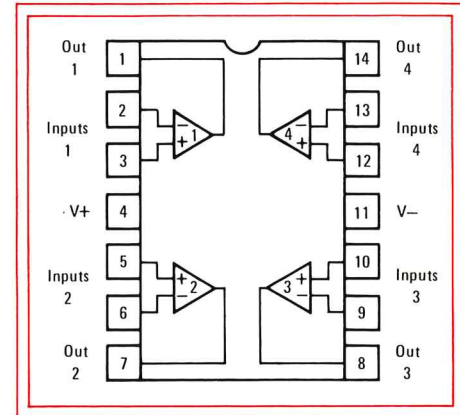 Out 1
1
14
Out 4
2
13
Inputs 1
− + 1
4 − +
Inputs 4
3
12
V+
4
11
V−
5
10
Inputs 2
+ − 2
3 + −
Inputs 3
6
9
Out 2
7
8
Out 3